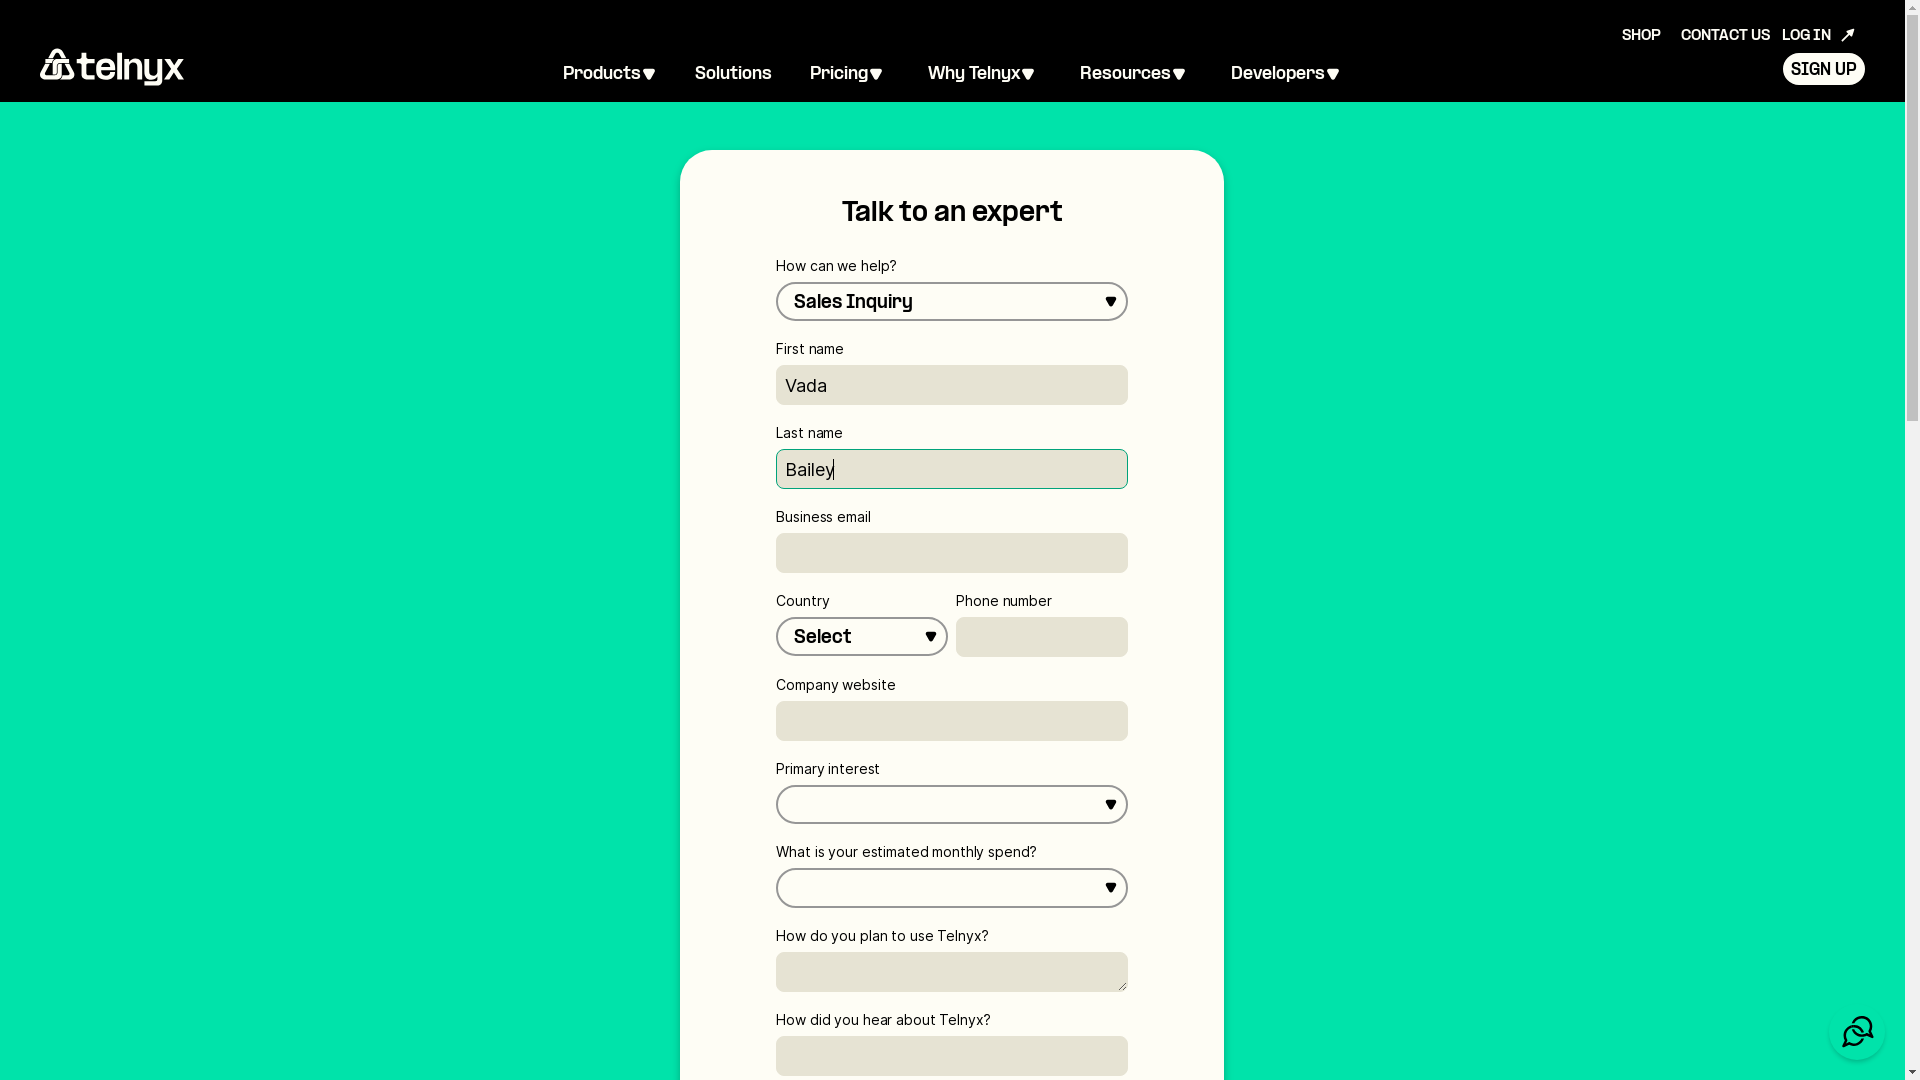 SHOP CONTACT US LOG IN
telnyx Products Solutions Pricing Why Telnyx Resources Developers SIGN UP
Talk to an expert
How can we help?
Sales Inquiry
First name
Vada
Last name
Bailey
Business email
Country Phone number
Select
Company website
Primary interest
What is your estimated monthly spend?
How do you plan to use Telnyx?
How did you hear about Telnyx?